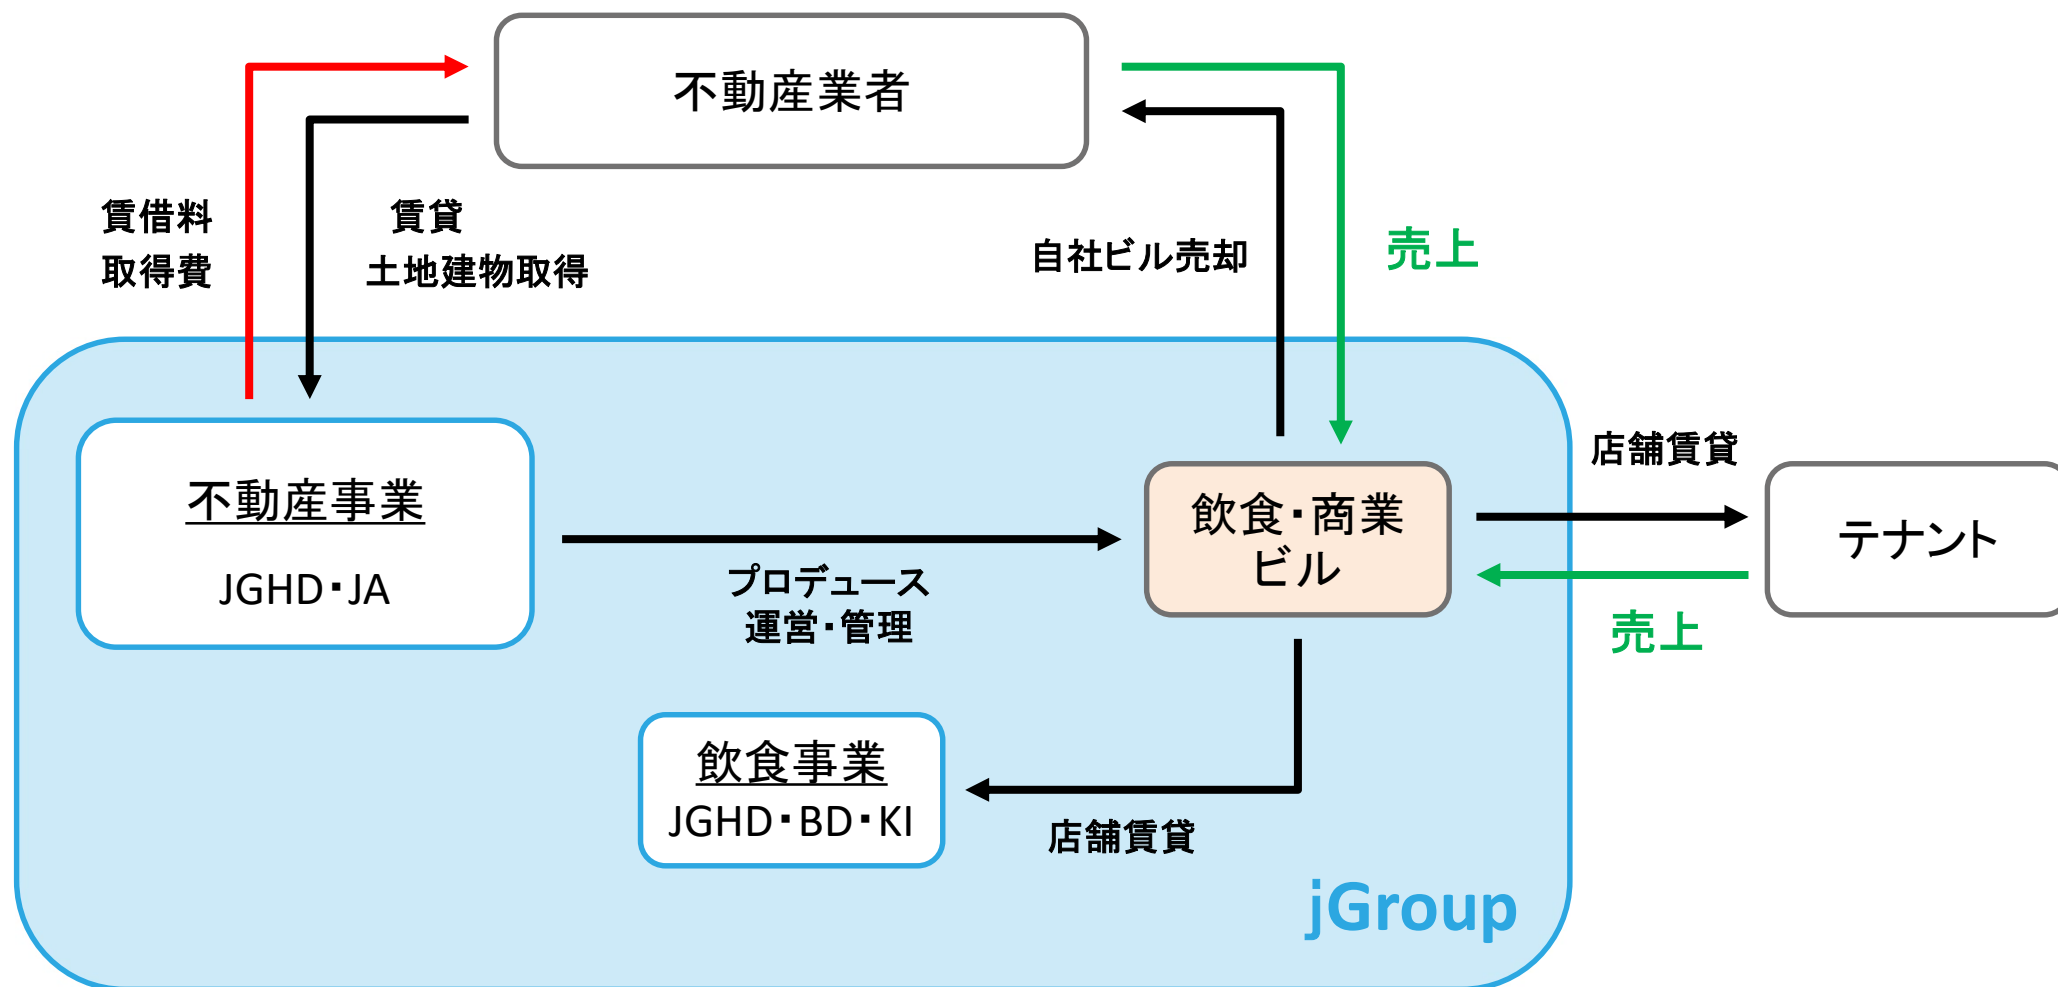 不動産業者
賃借料
取得費
賃貸
土地建物取得
自社ビル売却
売上
不動産事業
JGHD・JA
プロデュース
運営・管理
飲食・商業
ビル
店舗賃貸
テナント
売上
飲食事業
JGHD・BD・KI
店舗賃貸
jGroup